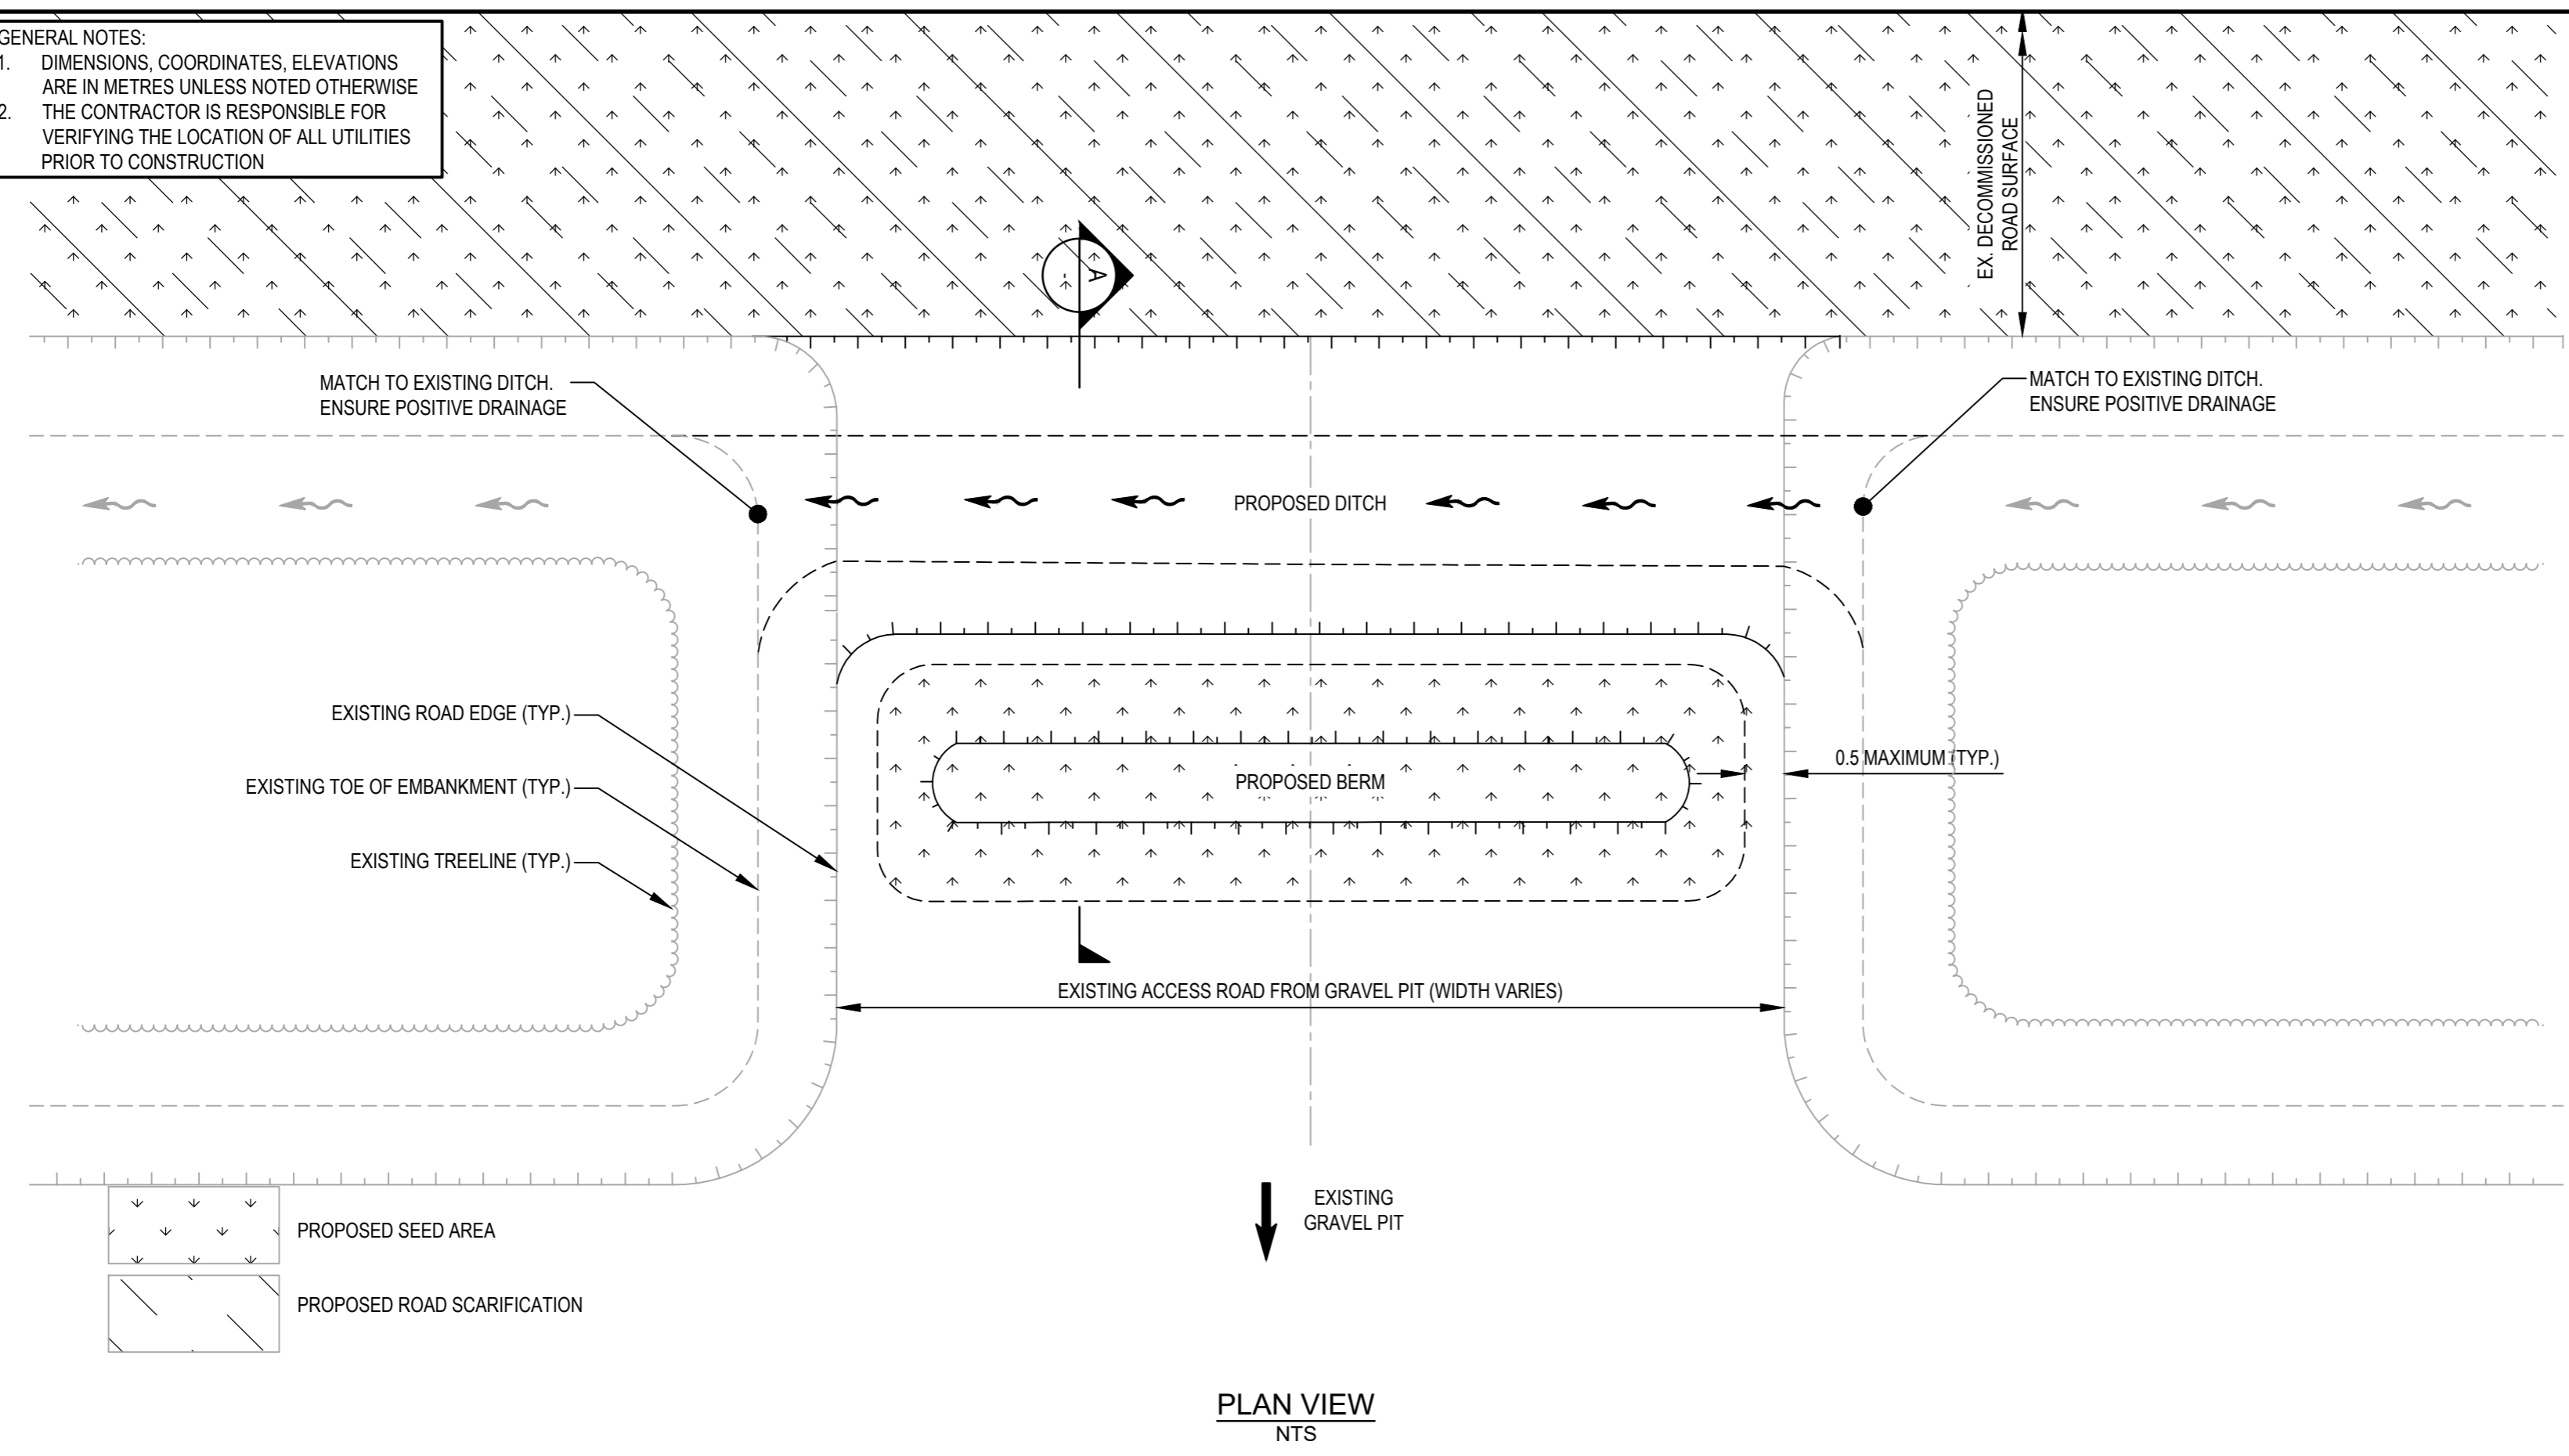 GENERAL NOTES:
1. DIMENSIONS, COORDINATES, ELEVATIONS
ARE IN METRES UNLESS NOTED OTHERWISE
2. THE CONTRACTOR IS RESPONSIBLE FOR
VERIFYING THE LOCATION OF ALL UTILITIES
PRIOR TO CONSTRUCTION
EX. DECOMMISSIONED
ROAD SURFACE
A
-
MATCH TO EXISTING DITCH.
ENSURE POSITIVE DRAINAGE
MATCH TO EXISTING DITCH.
ENSURE POSITIVE DRAINAGE
PROPOSED DITCH
EXISTING ROAD EDGE (TYP.)
EXISTING TOE OF EMBANKMENT (TYP.)
EXISTING TREELINE (TYP.)
PROPOSED BERM
0.5 MAXIMUM (TYP.)
EXISTING ACCESS ROAD FROM GRAVEL PIT (WIDTH VARIES)
EXISTING
GRAVEL PIT
PROPOSED SEED AREA
PROPOSED ROAD SCARIFICATION
PLAN VIEW
NTS